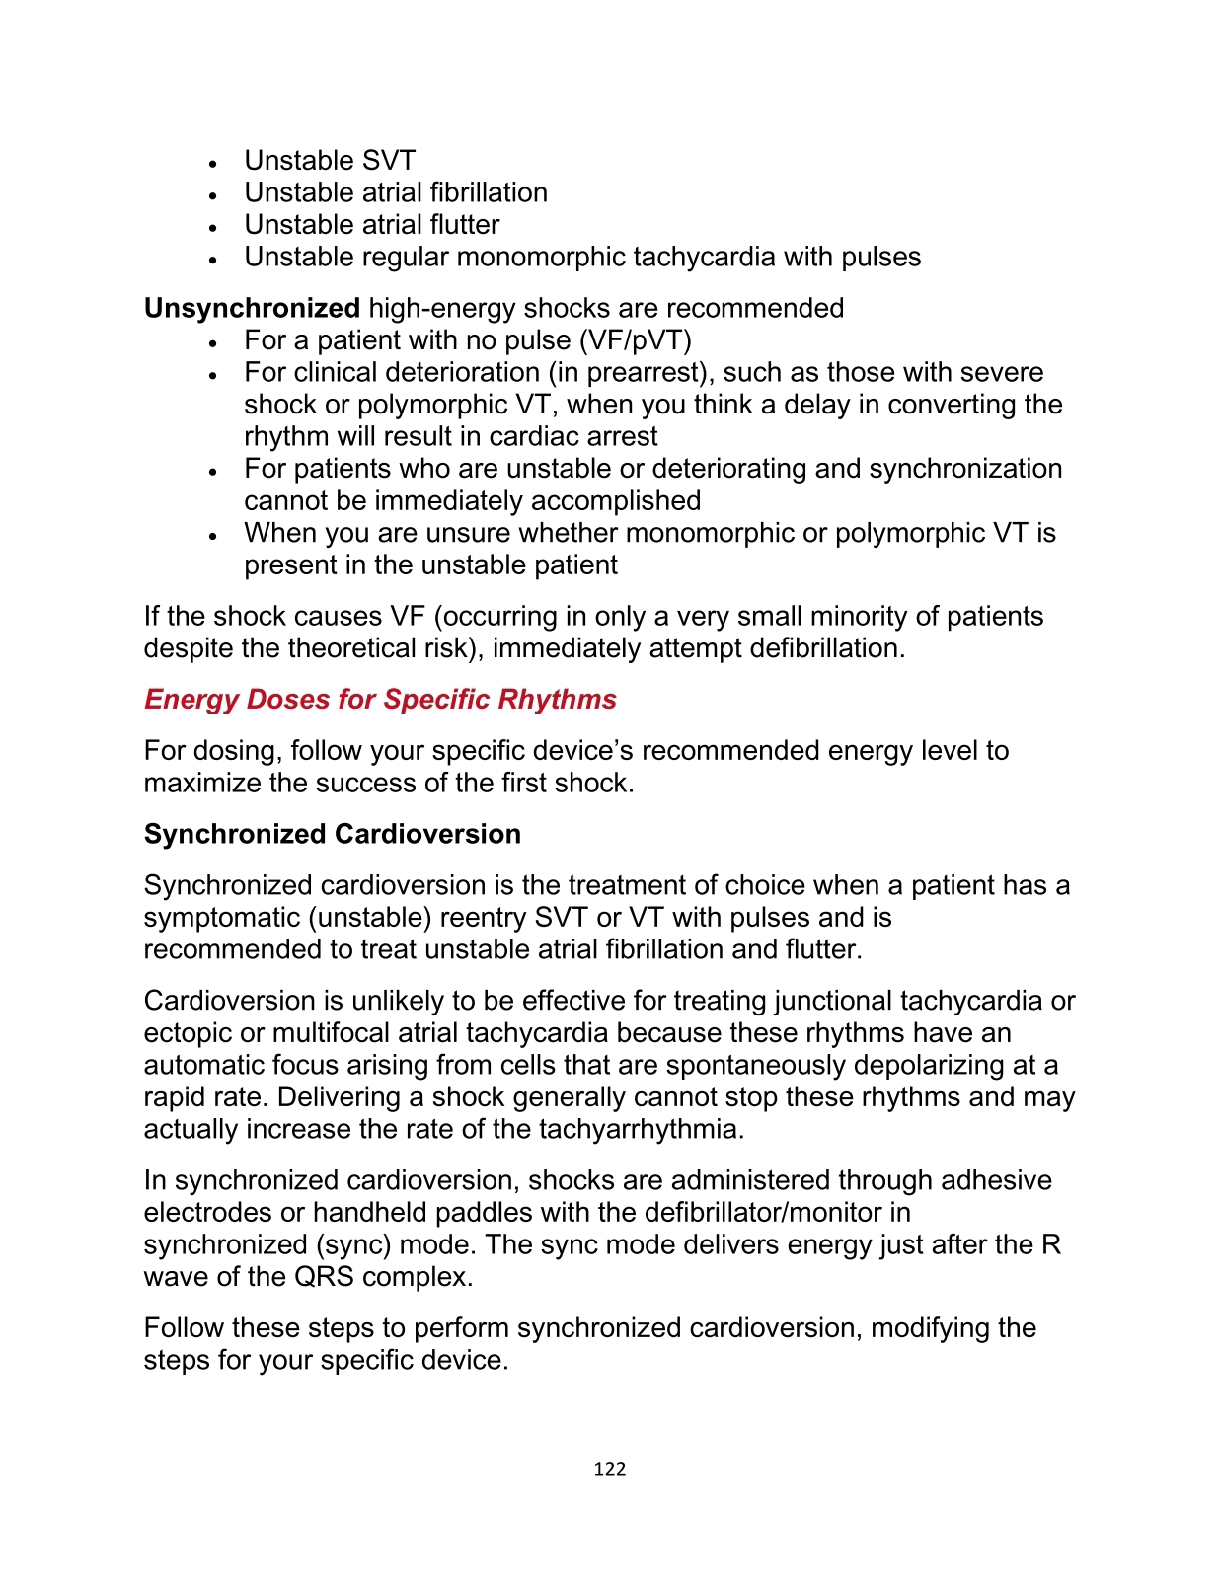 • Unstable SVT
• Unstable atrial fibrillation
• Unstable atrial flutter
• Unstable regular monomorphic tachycardia with pulses
Unsynchronized high-energy shocks are recommended
• For a patient with no pulse (VF/pVT)
• For clinical deterioration (in prearrest), such as those with severe
shock or polymorphic VT, when you think a delay in converting the
rhythm will result in cardiac arrest
• For patients who are unstable or deteriorating and synchronization
cannot be immediately accomplished
• When you are unsure whether monomorphic or polymorphic VT is
present in the unstable patient
If the shock causes VF (occurring in only a very small minority of patients
despite the theoretical risk), immediately attempt defibrillation.
Energy Doses for Specific Rhythms
For dosing, follow your specific device’s recommended energy level to
maximize the success of the first shock.
Synchronized Cardioversion
Synchronized cardioversion is the treatment of choice when a patient has a
symptomatic (unstable) reentry SVT or VT with pulses and is
recommended to treat unstable atrial fibrillation and flutter.
Cardioversion is unlikely to be effective for treating junctional tachycardia or
ectopic or multifocal atrial tachycardia because these rhythms have an
automatic focus arising from cells that are spontaneously depolarizing at a
rapid rate. Delivering a shock generally cannot stop these rhythms and may
actually increase the rate of the tachyarrhythmia.
In synchronized cardioversion, shocks are administered through adhesive
electrodes or handheld paddles with the defibrillator/monitor in
synchronized (sync) mode. The sync mode delivers energy just after the R
wave of the QRS complex.
Follow these steps to perform synchronized cardioversion, modifying the
steps for your specific device.
122